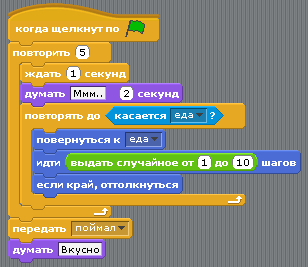 когда щелкнут по
повторить 5
ждать 1 секунд
думать Ммм.. 2 секунд
повторять до касается еда ?
повернуться к еда
идти выдать случайное от 1 до 10 шагов
если край, оттолкнуться
передать поймал
думать Вкусно